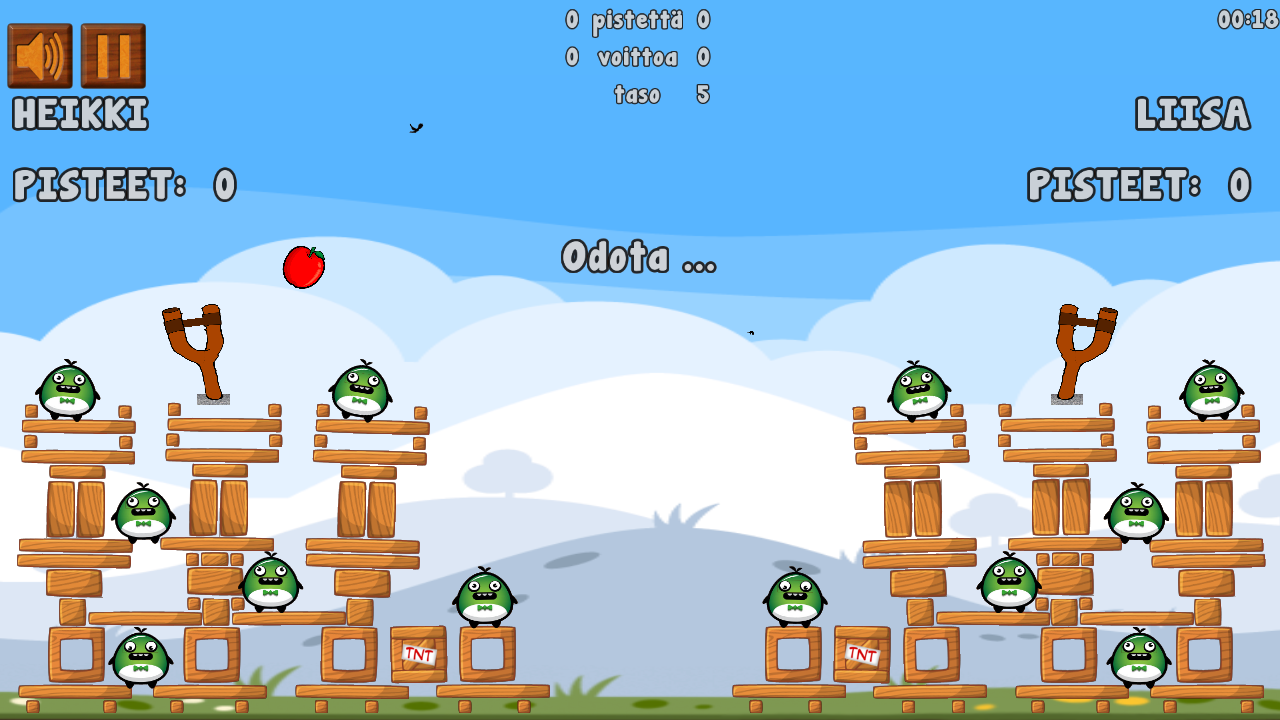 0 pistettä 0
00:18
0 voittoa 0
taso 5
HEIKKI
LIISA
PISTEET: 0
PISTEET: 0
Odota ...
TNT
TNT